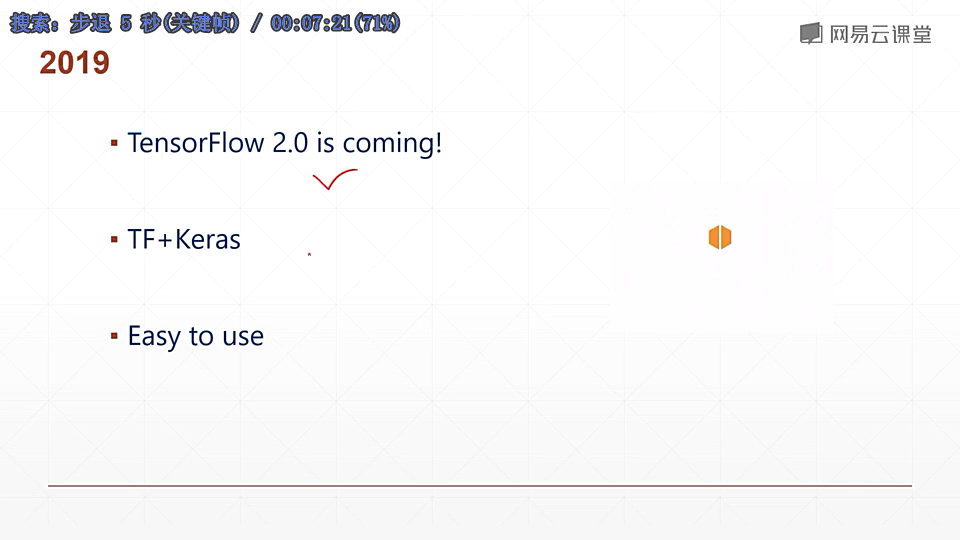 搜索: 步退 5 秒(关键帧) / 00:07:21(71%)
网易云课堂
2019
TensorFlow 2.0 is coming!
TF+Keras
Easy to use